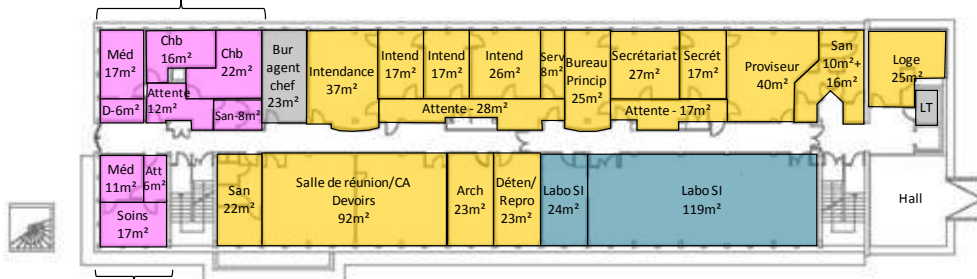 Méd
17m²
D-6m²
Chb
16m²
Attente
12m²
Chb
22m²
San-8m²
Bur
agent
chef
23m²
Intendance
37m²
Intend
17m²
Intend
17m²
Intend
26m²
Serv
8m²
Attente - 28m²
Bureau
Princip
25m²
Secrétariat
27m²
Secrét
17m²
Attente - 17m²
Proviseur
40m²
San
10m²+
16m²
Loge
25m²
LT
Méd
11m²
Att
6m²
Soins
17m²
San
22m²
Salle de réunion/CA
Devoirs
92m²
Arch
23m²
Déten/
Repro
23m²
Labo SI
24m²
Labo SI
119m²
Hall